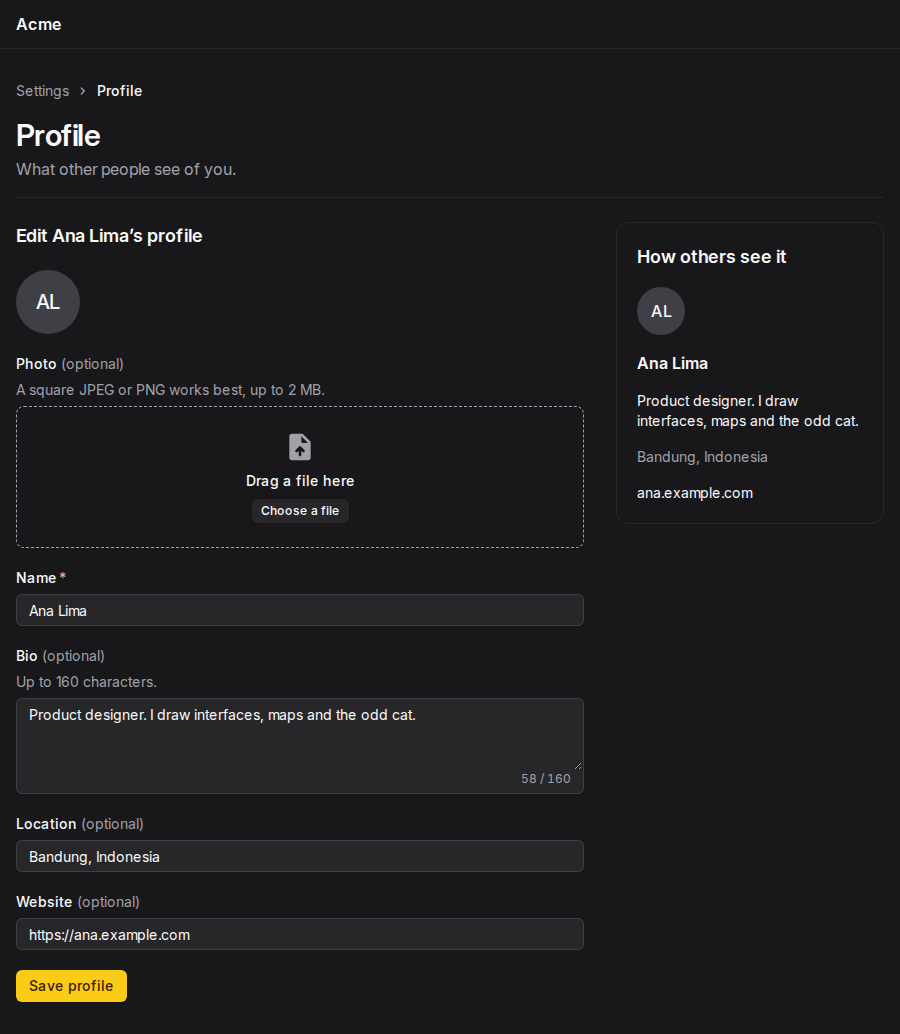 Acme
Settings > Profile
Profile
What other people see of you.
Edit Ana Lima’s profile
AL
Photo (optional)
A square JPEG or PNG works best, up to 2 MB.
Drag a file here
Choose a file
Name *
Ana Lima
Bio (optional)
Up to 160 characters.
Product designer. I draw interfaces, maps and the odd cat.
58 / 160
Location (optional)
Bandung, Indonesia
Website (optional)
https://ana.example.com
Save profile
How others see it
AL
Ana Lima
Product designer. I draw
interfaces, maps and the odd cat.
Bandung, Indonesia
ana.example.com